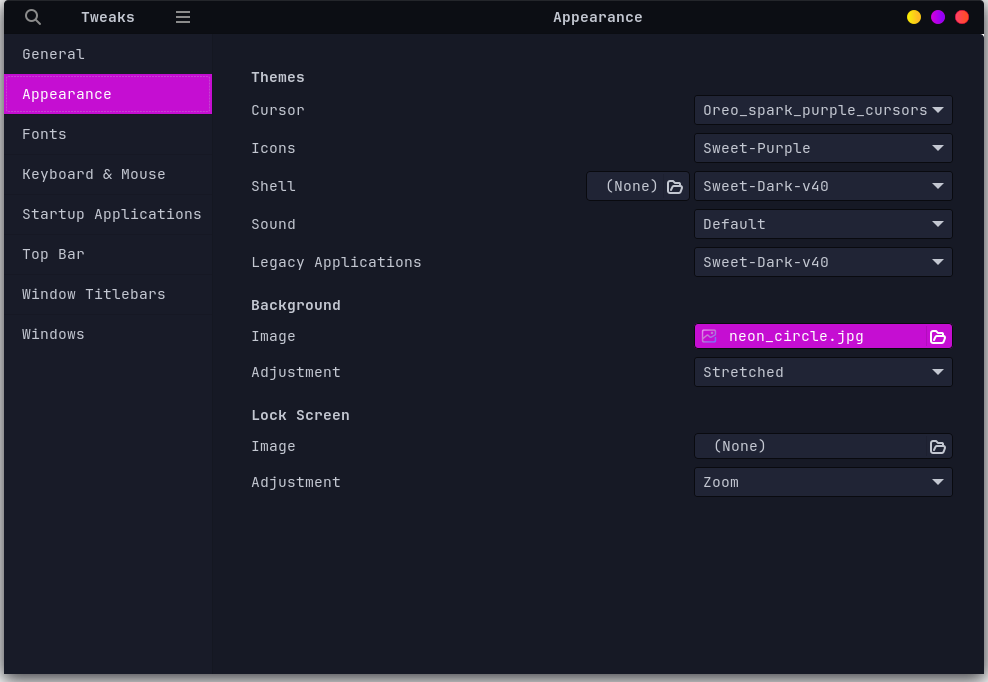 Tweaks
Appearance
General
Appearance
Fonts
Keyboard & Mouse
Startup Applications
Top Bar
Window Titlebars
Windows
Themes
Cursor Oreo_spark_purple_cursors
Icons Sweet-Purple
Shell (None) Sweet-Dark-v40
Sound Default
Legacy Applications Sweet-Dark-v40
Background
Image neon_circle.jpg
Adjustment Stretched
Lock Screen
Image (None)
Adjustment Zoom